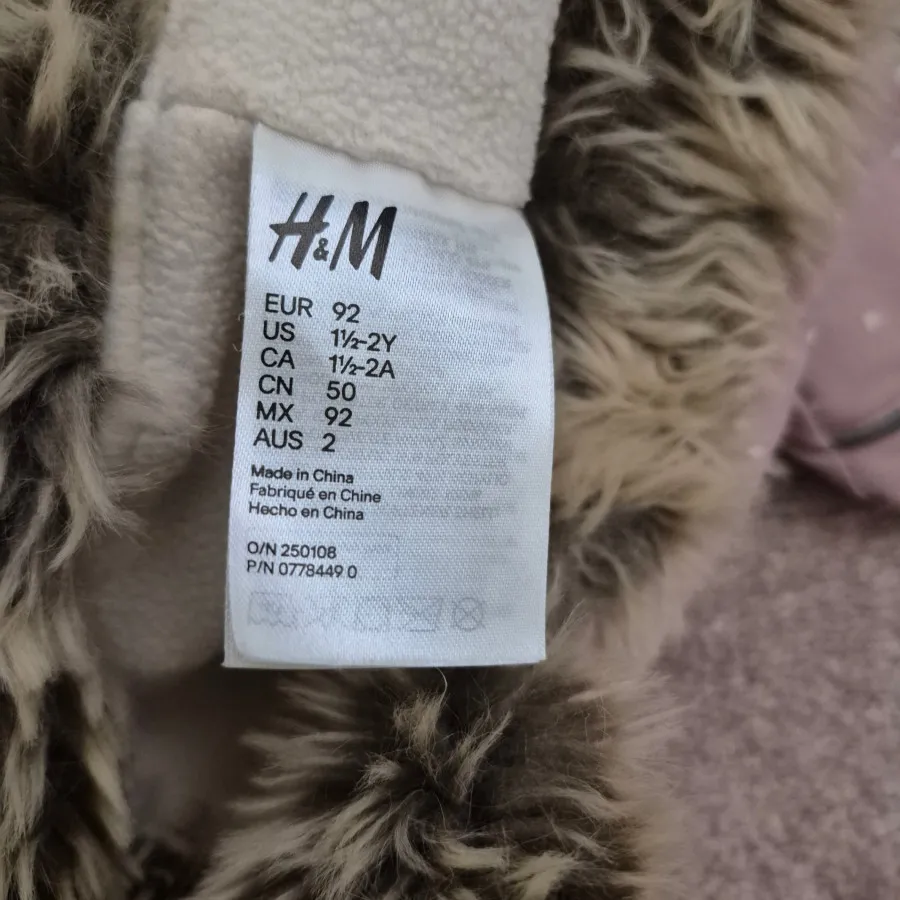 H&M
EUR 92
US 1½-2Y
CA 1½-2A
CN 50
MX 92
AUS 2
Made in China
Fabriqué en Chine
Hecho en China
O/N 250108
P/N 0778449 0